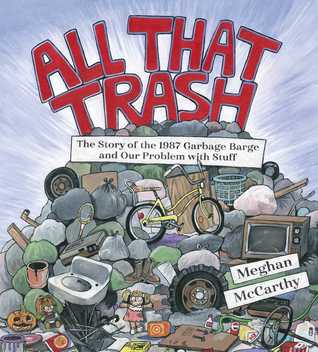 ALL THAT
TRASH
The Story of the 1987 Garbage Barge
and Our Problem with Stuff
Meghan
McCarthy